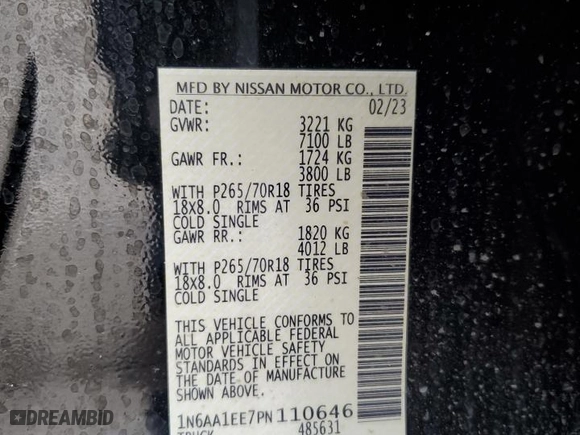 MFD BY NISSAN MOTOR CO., LTD.
DATE: 02/23
GVWR: 3221 KG
7100 LB
GAWR FR.: 1724 KG
3800 LB
WITH P265/70R18 TIRES
18X8.0 RIMS AT 36 PSI
COLD SINGLE
GAWR RR.: 1820 KG
4012 LB
WITH P265/70R18 TIRES
18X8.0 RIMS AT 36 PSI
COLD SINGLE
THIS VEHICLE CONFORMS TO
ALL APPLICABLE FEDERAL
MOTOR VEHICLE SAFETY
STANDARDS IN EFFECT ON
THE DATE OF MANUFACTURE
SHOWN ABOVE.
1N6AA1EE7PN110646
TRUCK 485631
DREAMBID